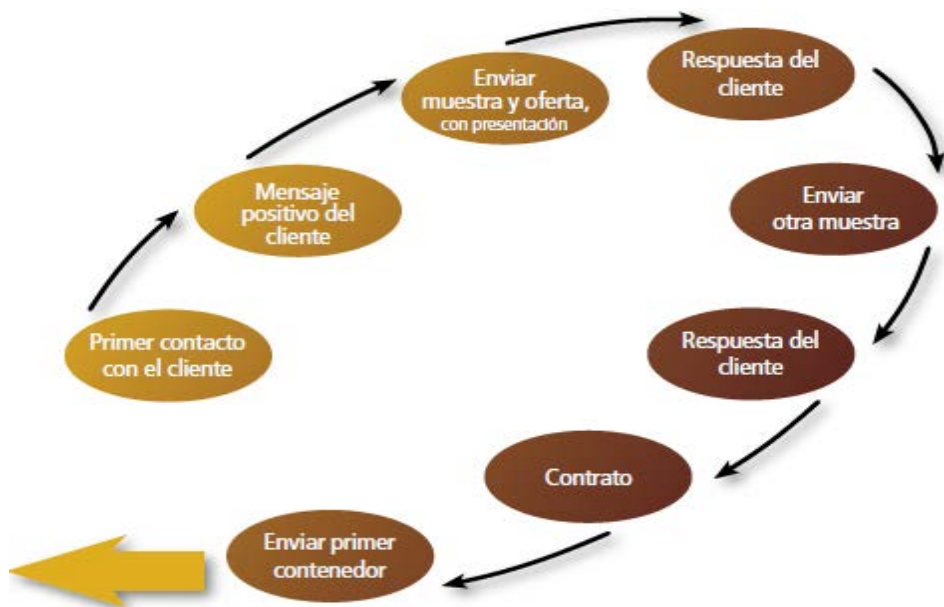 Primer contacto
con el cliente
Mensaje
positivo del
cliente
Enviar
muestra y oferta,
con presentación
Respuesta del
cliente
Enviar
otra muestra
Respuesta del
cliente
Contrato
Enviar primer
contenedor